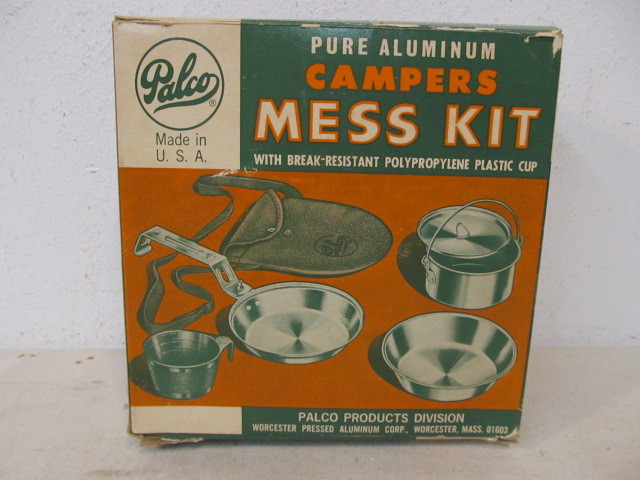 Palco®
Made in
U. S. A.
PURE ALUMINUM
CAMPERS
MESS KIT
WITH BREAK-RESISTANT POLYPROPYLENE PLASTIC CUP
PALCO PRODUCTS DIVISION
WORCESTER PRESSED ALUMINUM CORP., WORCESTER, MASS. 01603